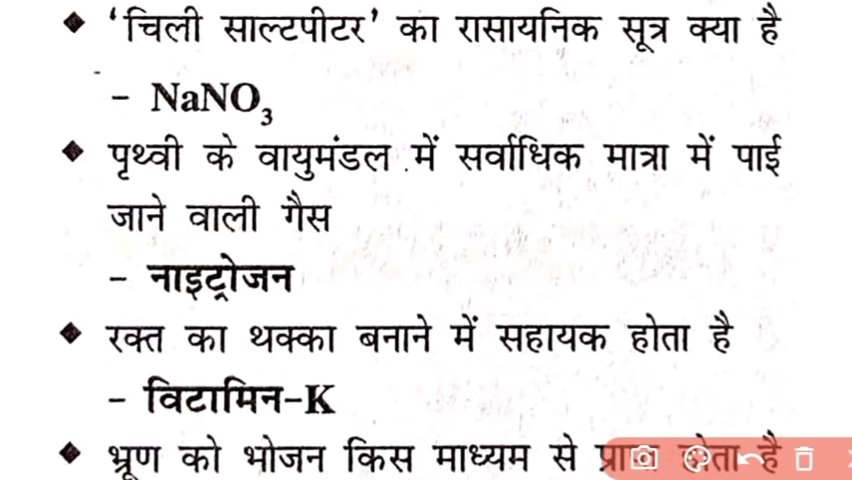 ❖ ‘चिली साल्टपीटर’ का रासायनिक सूत्र क्या है
– NaNO₃
❖ पृथ्वी के वायुमंडल में सर्वाधिक मात्रा में पाई
जाने वाली गैस
– नाइट्रोजन
❖ रक्त का थक्का बनाने में सहायक होता है
– विटामिन-K
❖ भ्रूण को भोजन किस माध्यम से होता है